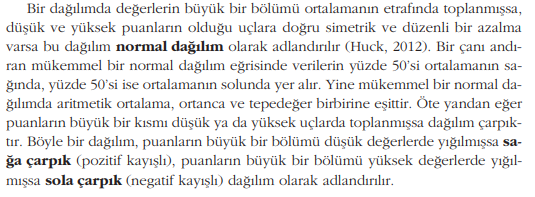 Bir dağılımda değerlerin büyük bir bölümü ortalamanın etrafında toplanmışsa,
düşük ve yüksek puanların olduğu uçlara doğru simetrik ve düzenli bir azalma
varsa bu dağılım normal dağılım olarak adlandırılır (Huck, 2012). Bir çanı andı-
ran mükemmel bir normal dağılım eğrisinde verilerin yüzde 50'si ortalamanın sa-
ğında, yüzde 50'si ise ortalamanın solunda yer alır. Yine mükemmel bir normal da-
ğılımda aritmetik ortalama, ortanca ve tepedeğer birbirine eşittir. Öte yandan eğer
puanların büyük bir kısmı düşük ya da yüksek uçlarda toplanmışsa dağılım çarpık-
tır. Böyle bir dağılım, puanların büyük bir bölümü düşük değerlerde yığılmışsa sa-
ğa çarpık (pozitif kayışlı), puanların büyük bir bölümü yüksek değerlerde yığıl-
mışsa sola çarpık (negatif kayışlı) dağılım olarak adlandırılır.